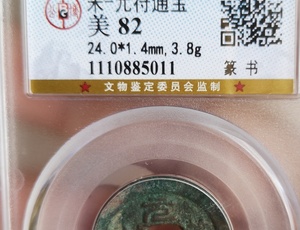 宋-元符通宝
美 82
24.0*1.4mm,3.8g
1110885011
篆书
★ 文物鉴定委员会监制 ★